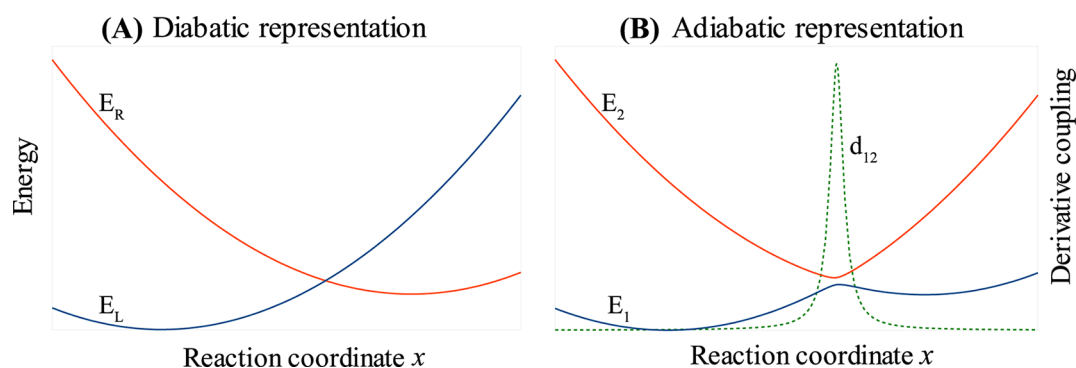 (A) Diabatic representation
E_R
E_L
Energy
Reaction coordinate x
(B) Adiabatic representation
E_2
d_12
E_1
Derivative coupling
Reaction coordinate x